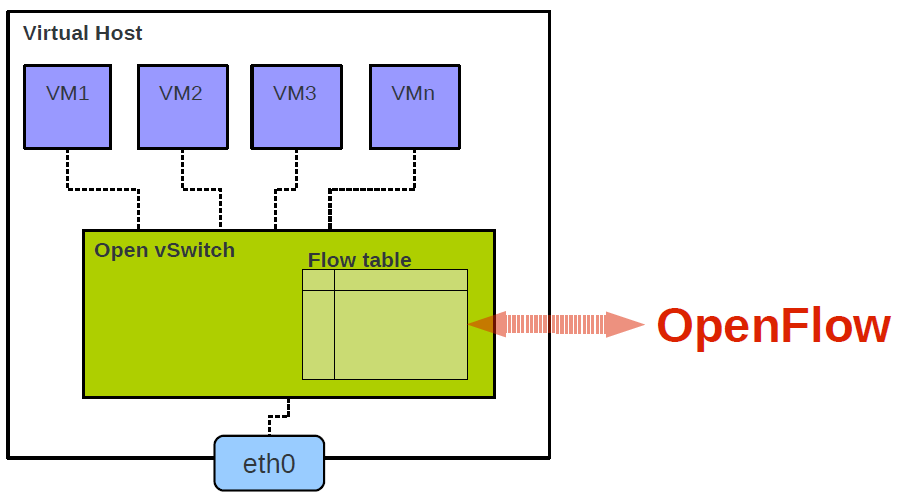 Virtual Host
VM1
VM2
VM3
VMn
Open vSwitch
Flow table
OpenFlow
eth0